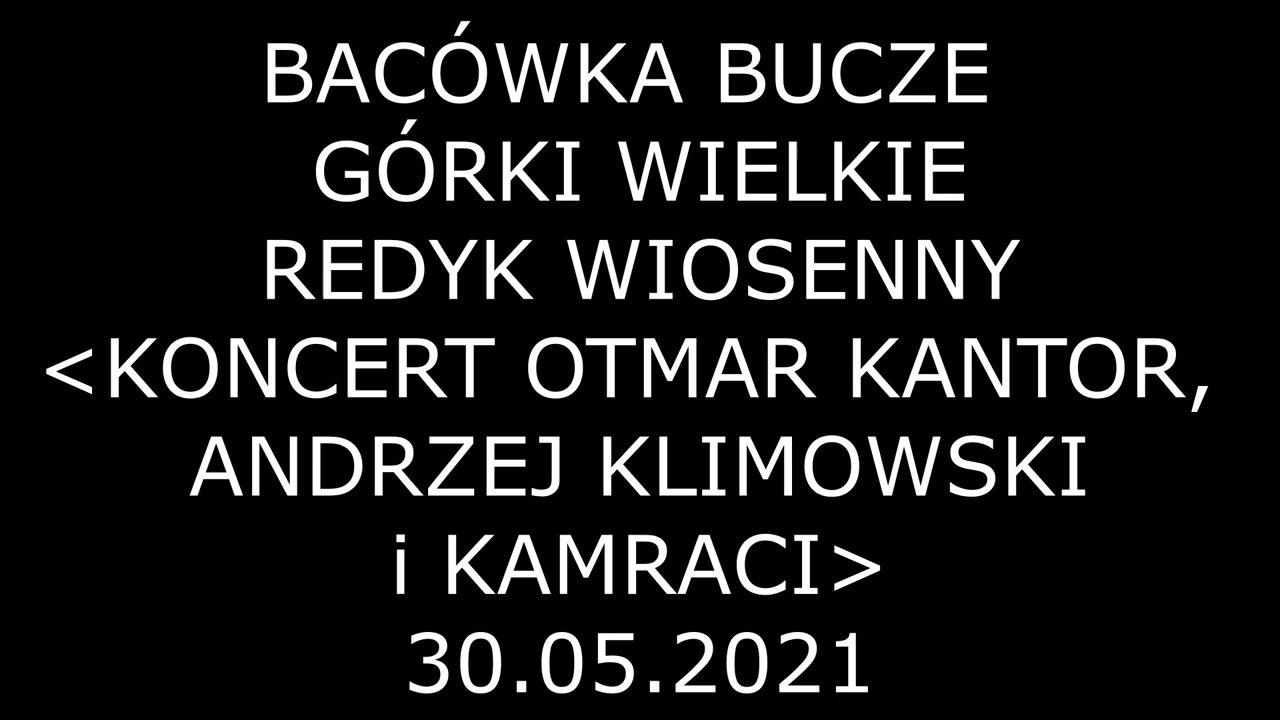 BACÓWKA BUCZE
GÓRKI WIELKIE
REDYK WIOSENNY
<KONCERT OTMAR KANTOR,
ANDRZEJ KLIMOWSKI
i KAMRACI>
30.05.2021